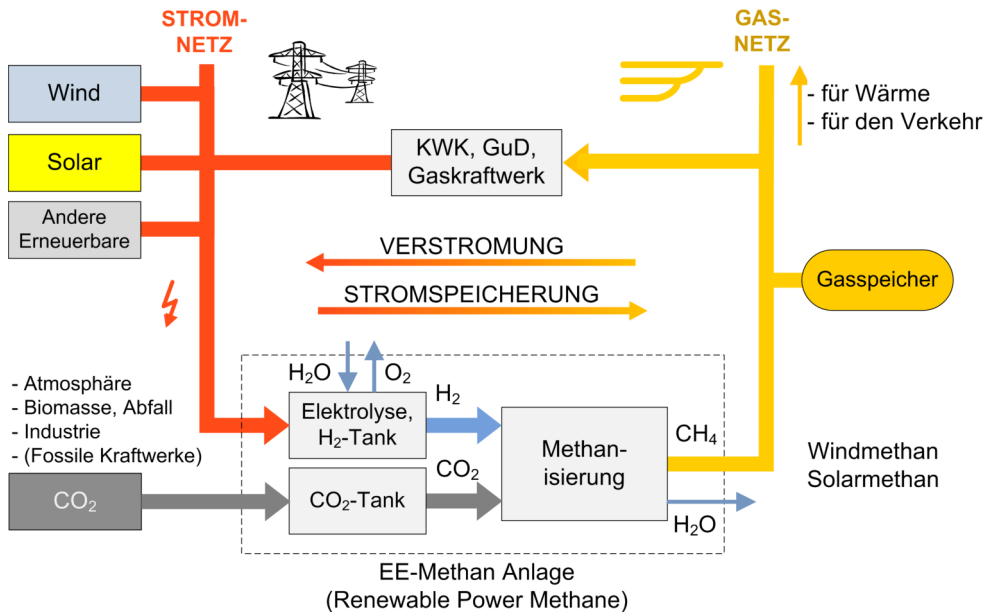 STROM-
NETZ
GAS-
NETZ
Wind
- für Wärme
- für den Verkehr
Solar
KWK, GuD,
Gaskraftwerk
Andere
Erneuerbare
VERSTROMUNG
Gasspeicher
STROMSPEICHERUNG
H₂O
O₂
- Atmosphäre
- Biomasse, Abfall
- Industrie
- (Fossile Kraftwerke)
Elektrolyse,
H₂-Tank
H₂
CH₄
Methan-
isierung
Windmethan
Solarmethan
CO₂
CO₂-Tank
CO₂
H₂O
EE-Methan Anlage
(Renewable Power Methane)